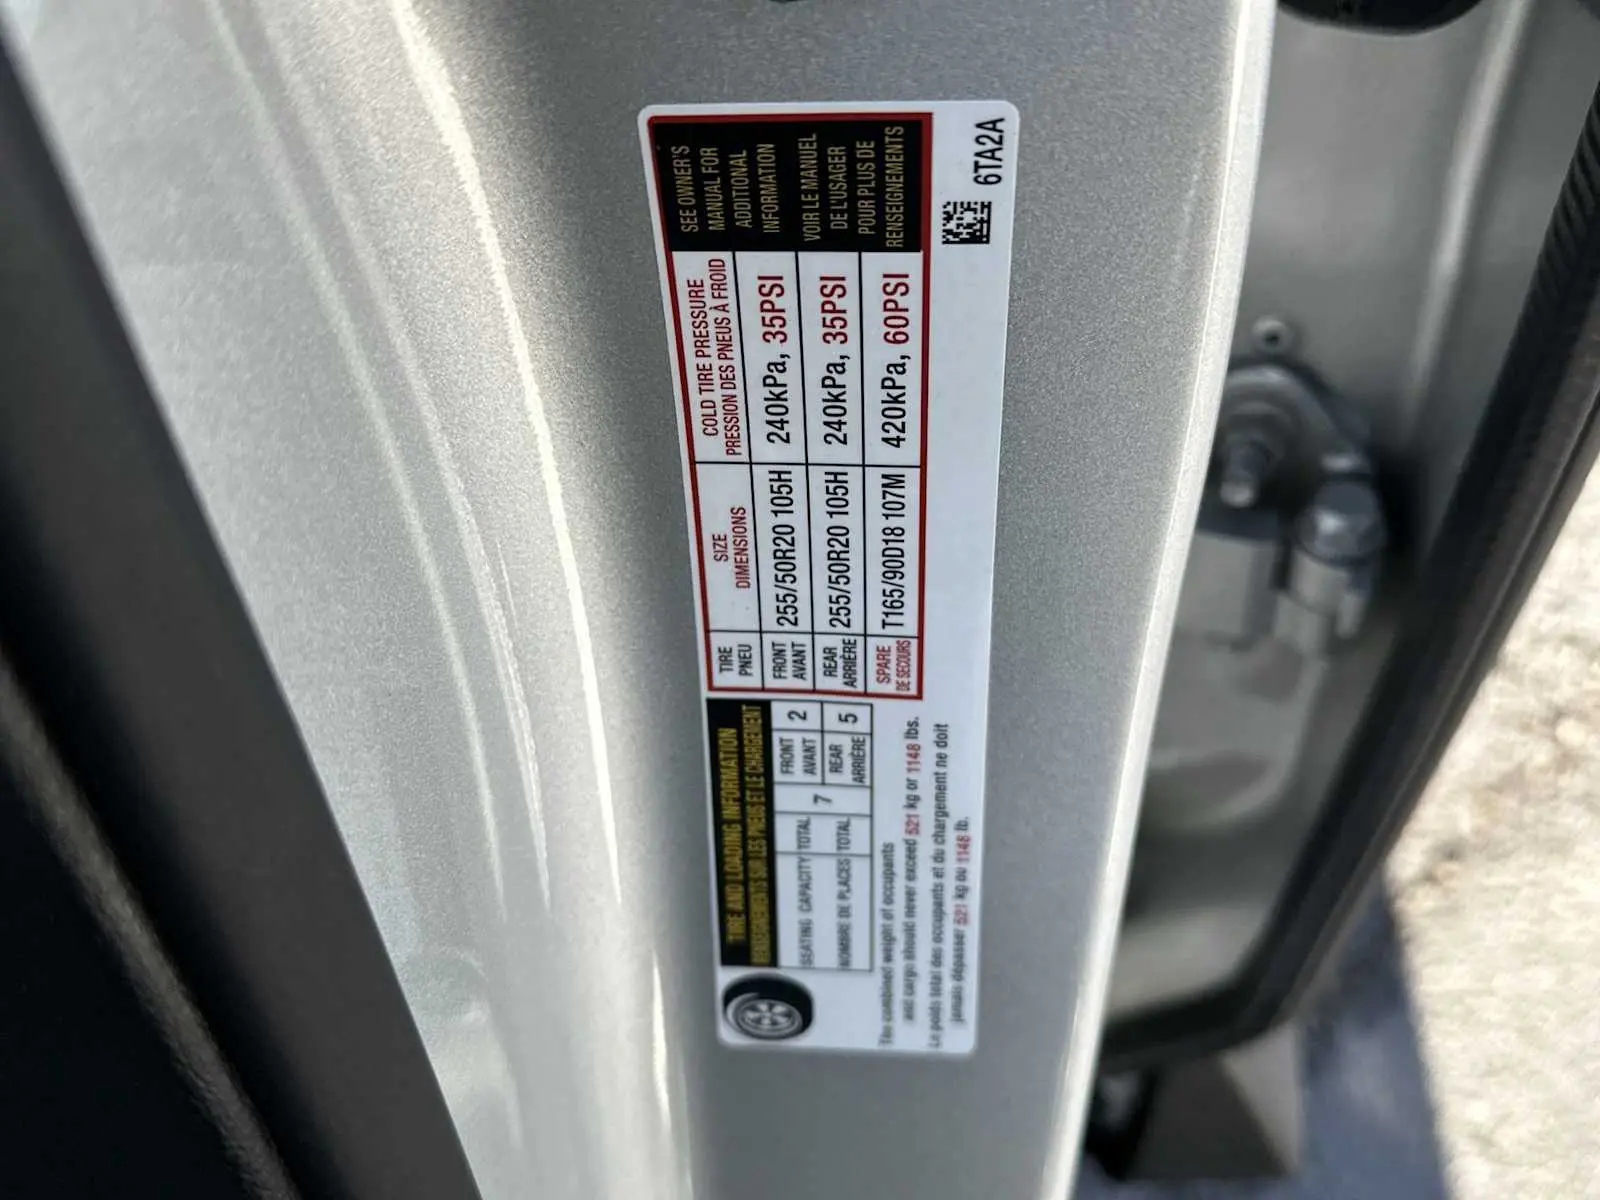 TIRE AND LOADING INFORMATION
RENSEIGNEMENTS SUR LES PNEUS ET LE CHARGEMENT
SEATING CAPACITY TOTAL 7 FRONT AVANT 2
NOMBRE DE PLACES TOTAL REAR ARRIÈRE 5
The combined weight of occupants
and cargo should never exceed 521 kg or 1148 lbs.
Le poids total des occupants et du chargement ne doit
jamais dépasser 521 kg ou 1148 lb.
TIRE
PNEU
SIZE
DIMENSIONS
COLD TIRE PRESSURE
PRESSION DES PNEUS À FROID
FRONT
AVANT
255/50R20 105H
240kPa, 35PSI
REAR
ARRIÈRE
255/50R20 105H
240kPa, 35PSI
SPARE
DE SECOURS
T165/90D18 107M
420kPa, 60PSI
SEE OWNER'S
MANUAL FOR
ADDITIONAL
INFORMATION
VOIR LE MANUEL
DE L'USAGER
POUR PLUS DE
RENSEIGNEMENTS
6TA2A